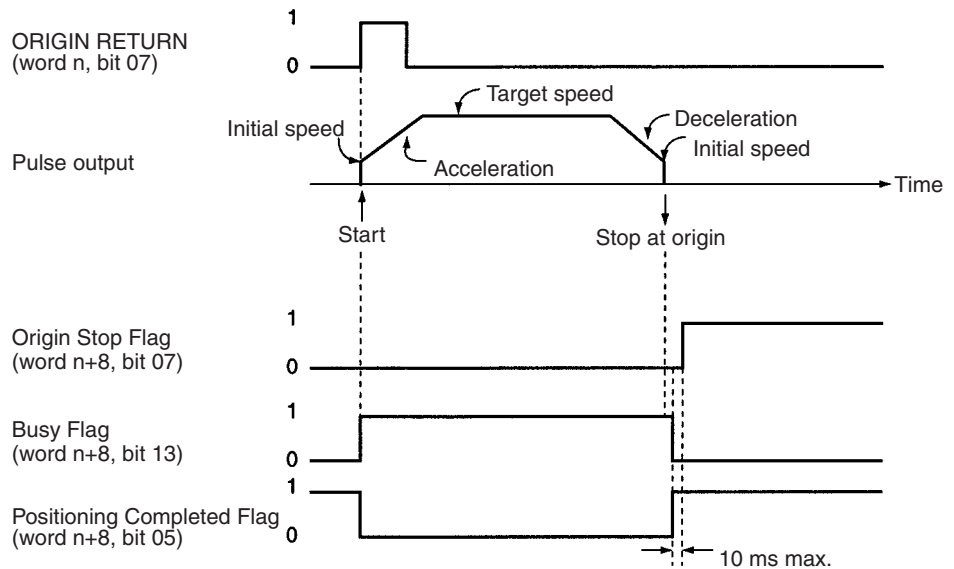 1
ORIGIN RETURN
(word n, bit 07)
0
Target speed
Initial speed
Deceleration
Initial speed
Pulse output
Acceleration
Time
Start
Stop at origin
1
Origin Stop Flag
(word n+8, bit 07)
0
1
Busy Flag
(word n+8, bit 13)
0
1
Positioning Completed Flag
(word n+8, bit 05)
0
10 ms max.